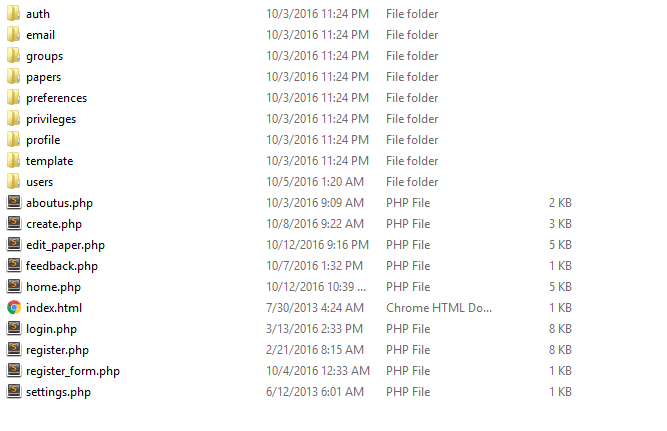 auth 10/3/2016 11:24 PM File folder
email 10/3/2016 11:24 PM File folder
groups 10/3/2016 11:24 PM File folder
papers 10/3/2016 11:24 PM File folder
preferences 10/3/2016 11:24 PM File folder
privileges 10/3/2016 11:24 PM File folder
profile 10/3/2016 11:24 PM File folder
template 10/3/2016 11:24 PM File folder
users 10/5/2016 1:20 AM File folder
aboutus.php 10/3/2016 9:09 AM PHP File 2 KB
create.php 10/8/2016 9:22 AM PHP File 3 KB
edit_paper.php 10/12/2016 9:16 PM PHP File 5 KB
feedback.php 10/7/2016 1:32 PM PHP File 1 KB
home.php 10/12/2016 10:39 ... PHP File 5 KB
index.html 7/30/2013 4:24 AM Chrome HTML Do... 1 KB
login.php 3/13/2016 2:33 PM PHP File 8 KB
register.php 2/21/2016 8:15 AM PHP File 8 KB
register_form.php 10/4/2016 12:33 AM PHP File 1 KB
settings.php 6/12/2013 6:01 AM PHP File 1 KB